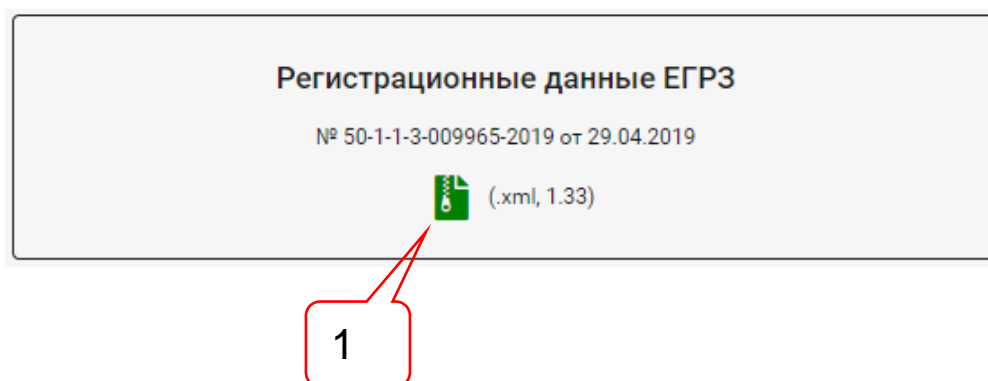 Регистрационные данные ЕГРЗ
№ 50-1-1-3-009965-2019 от 29.04.2019
(.xml, 1.33)
1